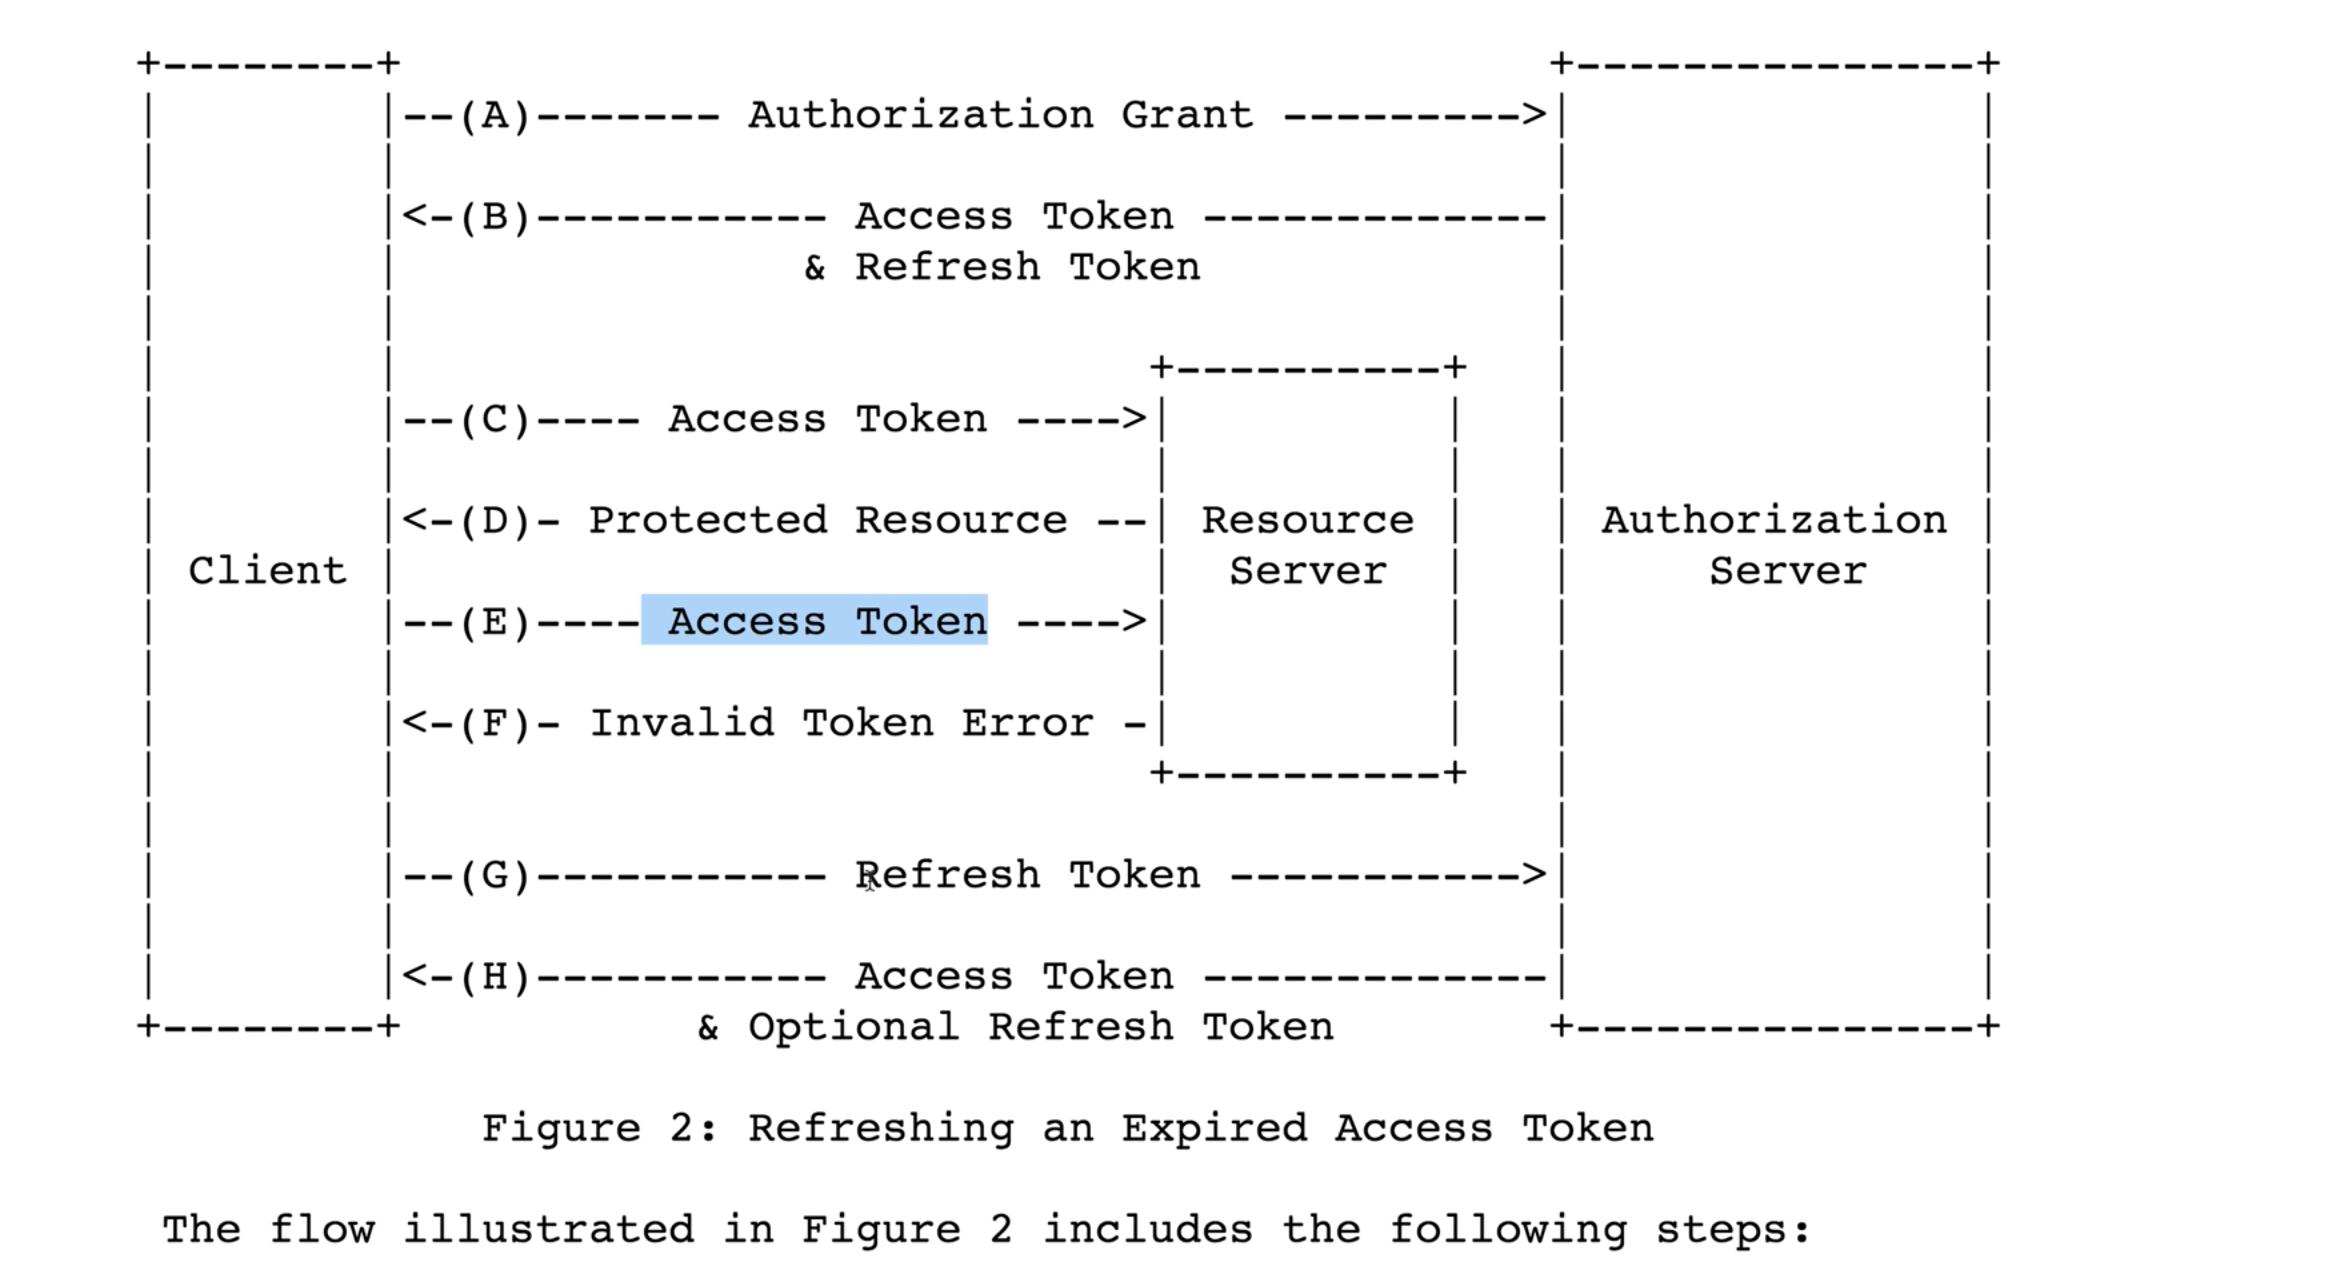 +--------+                                           +---------------+
|        |--(A)------- Authorization Grant --------->|               |
|        |                                           |               |
|        |<-(B)----------- Access Token -------------|               |
|        |               & Refresh Token             |               |
|        |                                           |               |
|        |                            +----------+   |               |
|        |--(C)---- Access Token ---->|          |   |               |
|        |                            |          |   |               |
|        |<-(D)- Protected Resource --| Resource |   | Authorization |
| Client |                            |  Server  |   |     Server    |
|        |--(E)---- Access Token ---->|          |   |               |
|        |                            |          |   |               |
|        |<-(F)- Invalid Token Error -|          |   |               |
|        |                            +----------+   |               |
|        |                                           |               |
|        |--(G)----------- Refresh Token ----------->|               |
|        |                                           |               |
|        |<-(H)----------- Access Token -------------|               |
+--------+           & Optional Refresh Token        +---------------+
Figure 2: Refreshing an Expired Access Token
The flow illustrated in Figure 2 includes the following steps: